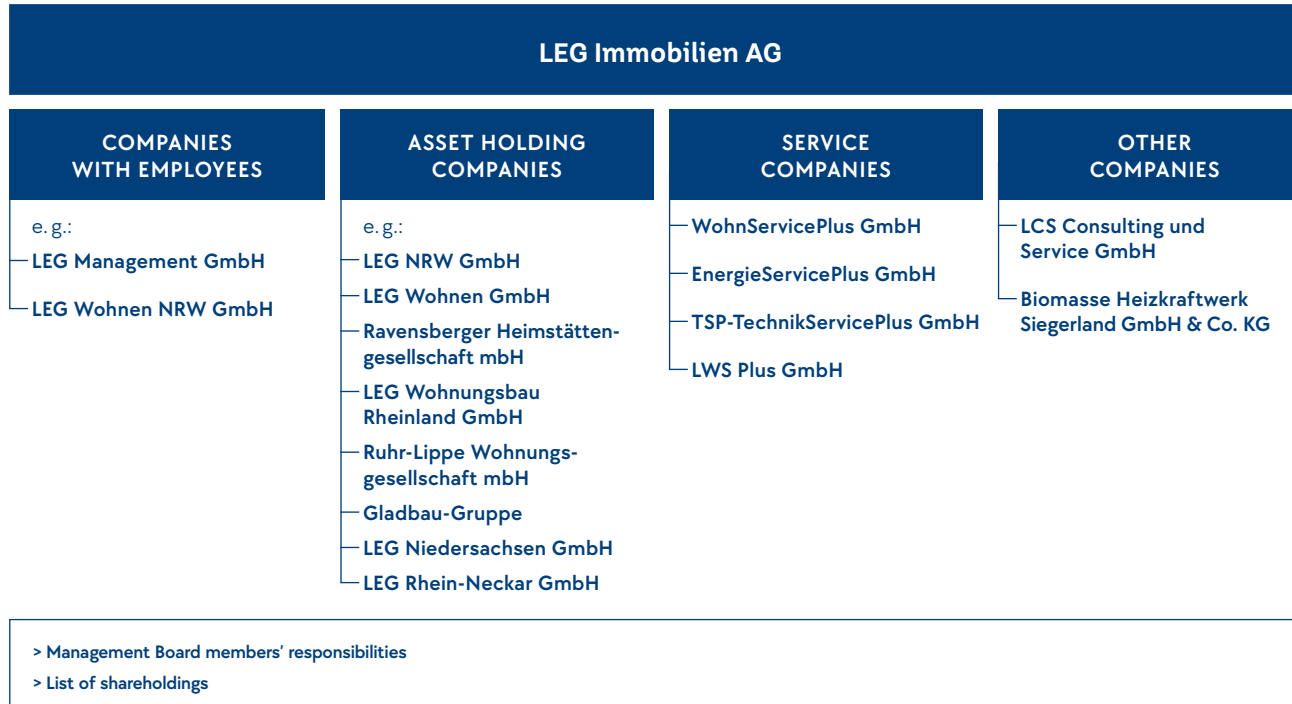 LEG Immobilien AG
COMPANIES
WITH EMPLOYEES
e. g.:
LEG Management GmbH
LEG Wohnen NRW GmbH
ASSET HOLDING
COMPANIES
e. g.:
LEG NRW GmbH
LEG Wohnen GmbH
Ravensberger Heimstätten-
gesellschaft mbH
LEG Wohnungsbau
Rheinland GmbH
Ruhr-Lippe Wohnungs-
gesellschaft mbH
Gladbau-Gruppe
LEG Niedersachsen GmbH
LEG Rhein-Neckar GmbH
SERVICE
COMPANIES
WohnServicePlus GmbH
EnergieServicePlus GmbH
TSP-TechnikServicePlus GmbH
LWS Plus GmbH
OTHER
COMPANIES
LCS Consulting und
Service GmbH
Biomasse Heizkraftwerk
Siegerland GmbH & Co. KG
> Management Board members’ responsibilities
> List of shareholdings